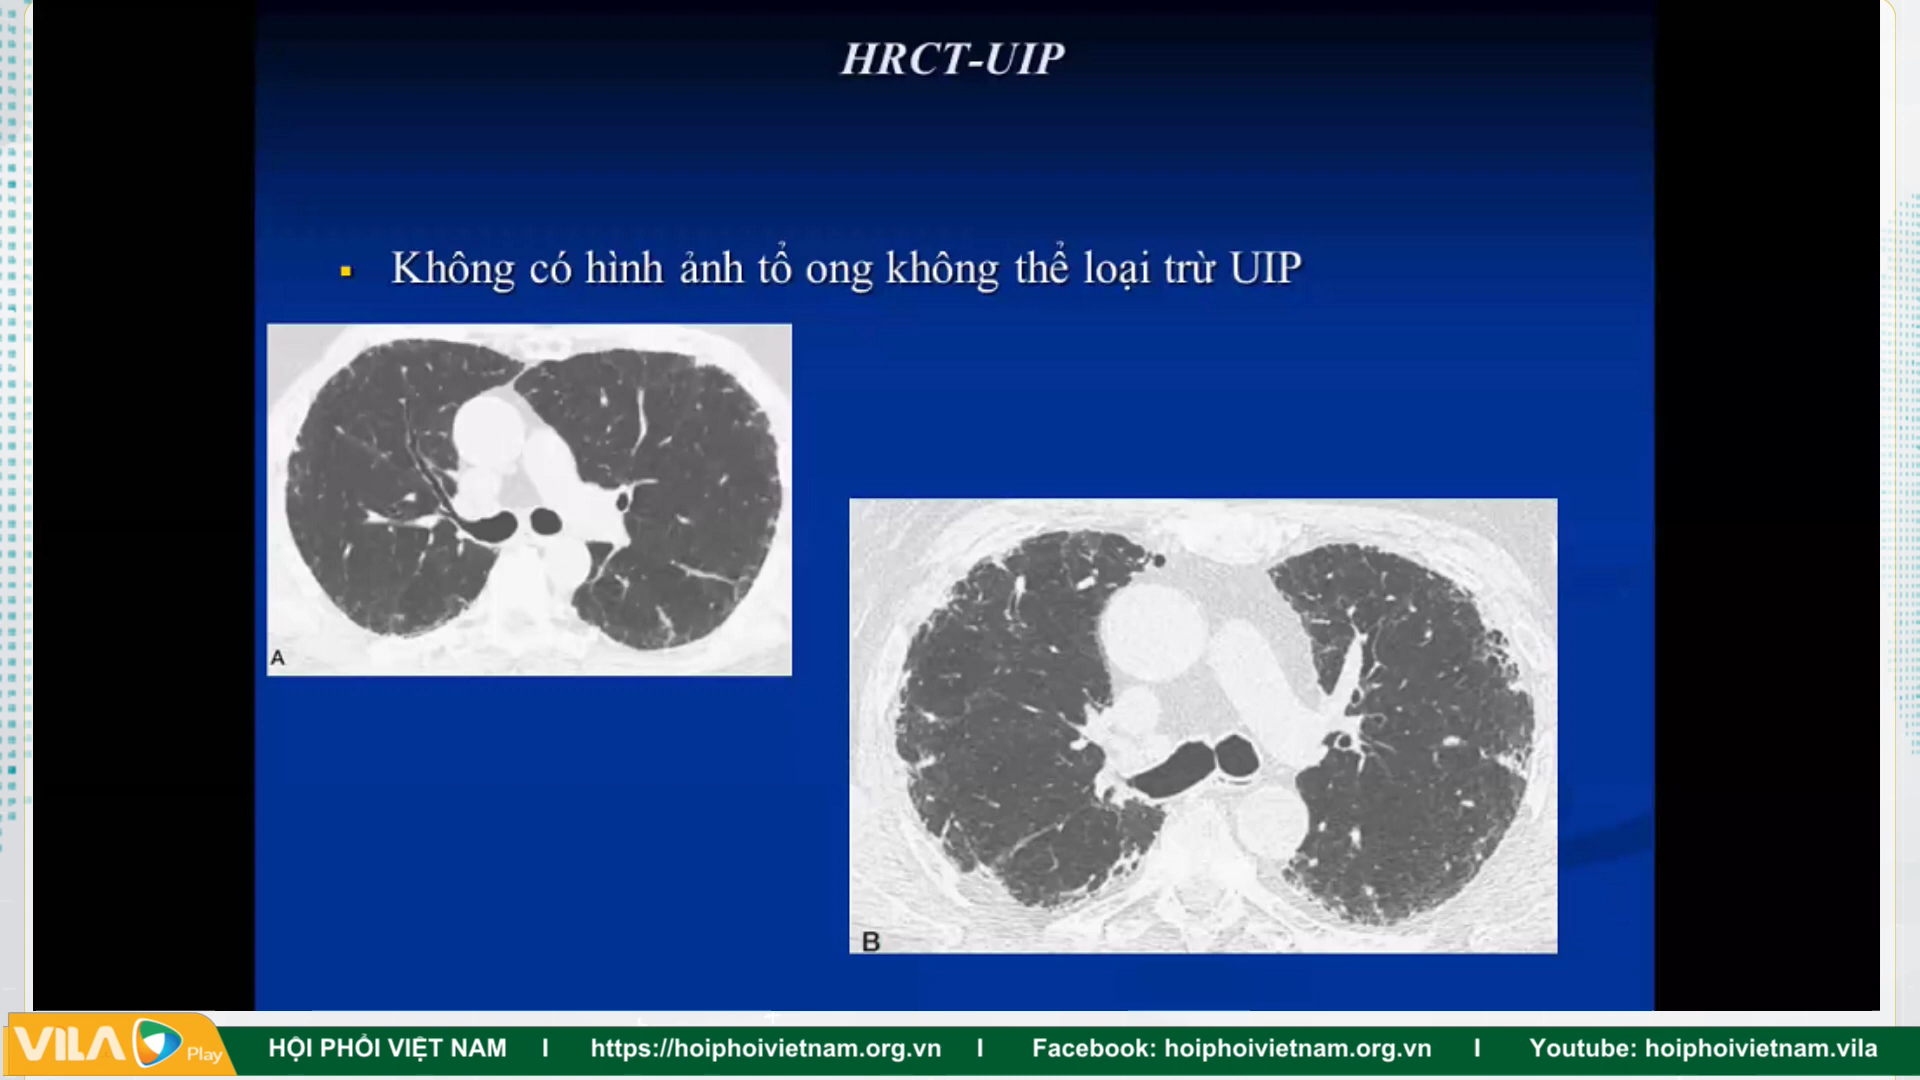 HRCT-UIP
Không có hình ảnh tổ ong không thể loại trừ UIP
A
B
VILA Play
HỘI PHỔI VIỆT NAM I https://hoiphoivietnam.org.vn I Facebook: hoiphoivietnam.org.vn I Youtube: hoiphoivietnam.vila